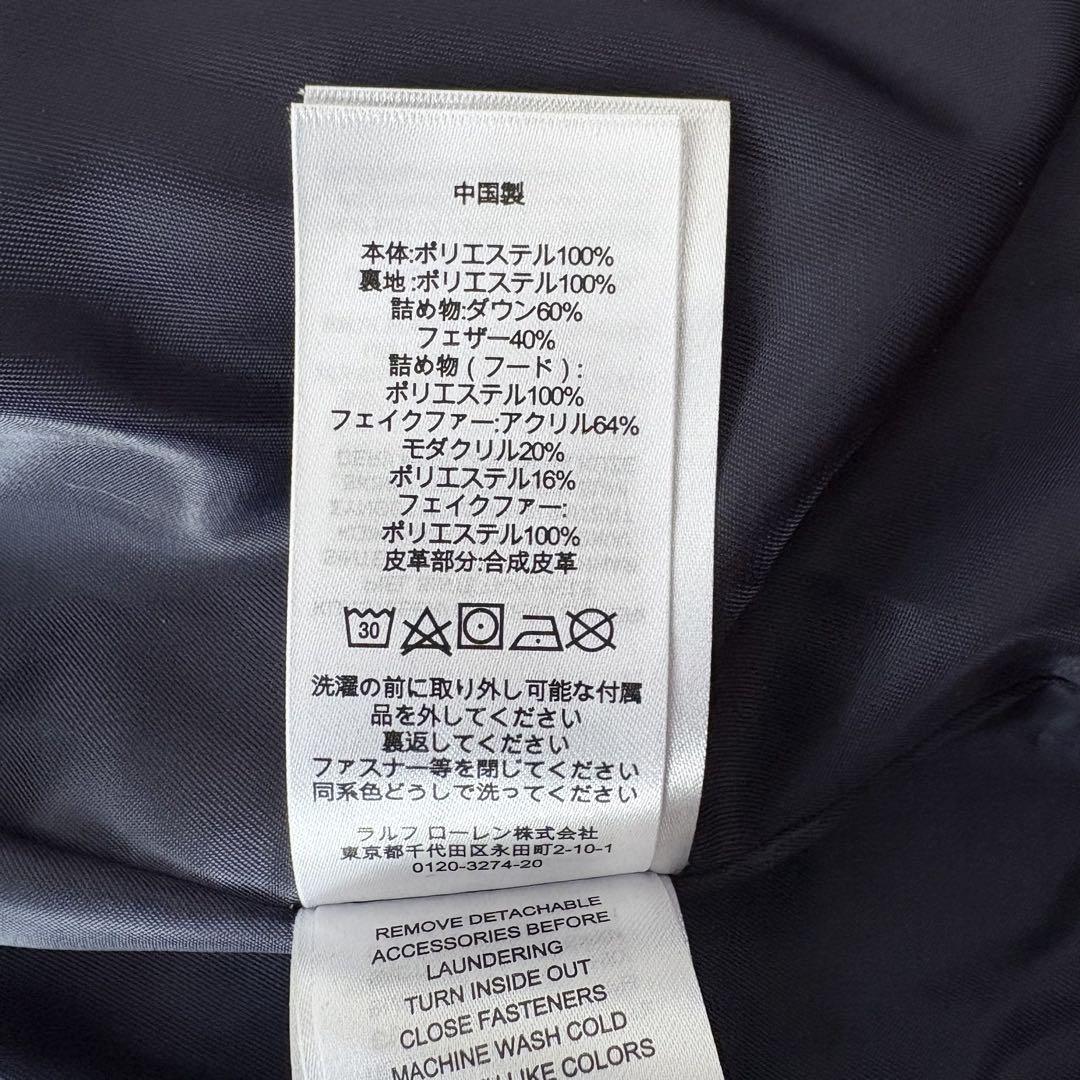 中国製
本体:ポリエステル100%
裏地:ポリエステル100%
詰め物:ダウン60%
フェザー40%
詰め物(フード):
ポリエステル100%
フェイクファー:アクリル64%
モダクリル20%
ポリエステル16%
フェイクファー:
ポリエステル100%
皮革部分:合成皮革
30
洗濯の前に取り外し可能な付属
品を外してください
裏返してください
ファスナー等を閉じてください
同系色どうしで洗ってください
ラルフ ローレン株式会社
東京都千代田区永田町2-10-1
0120-3274-20
REMOVE DETACHABLE
ACCESSORIES BEFORE
LAUNDERING
TURN INSIDE OUT
CLOSE FASTENERS
MACHINE WASH COLD
LIKE COLORS